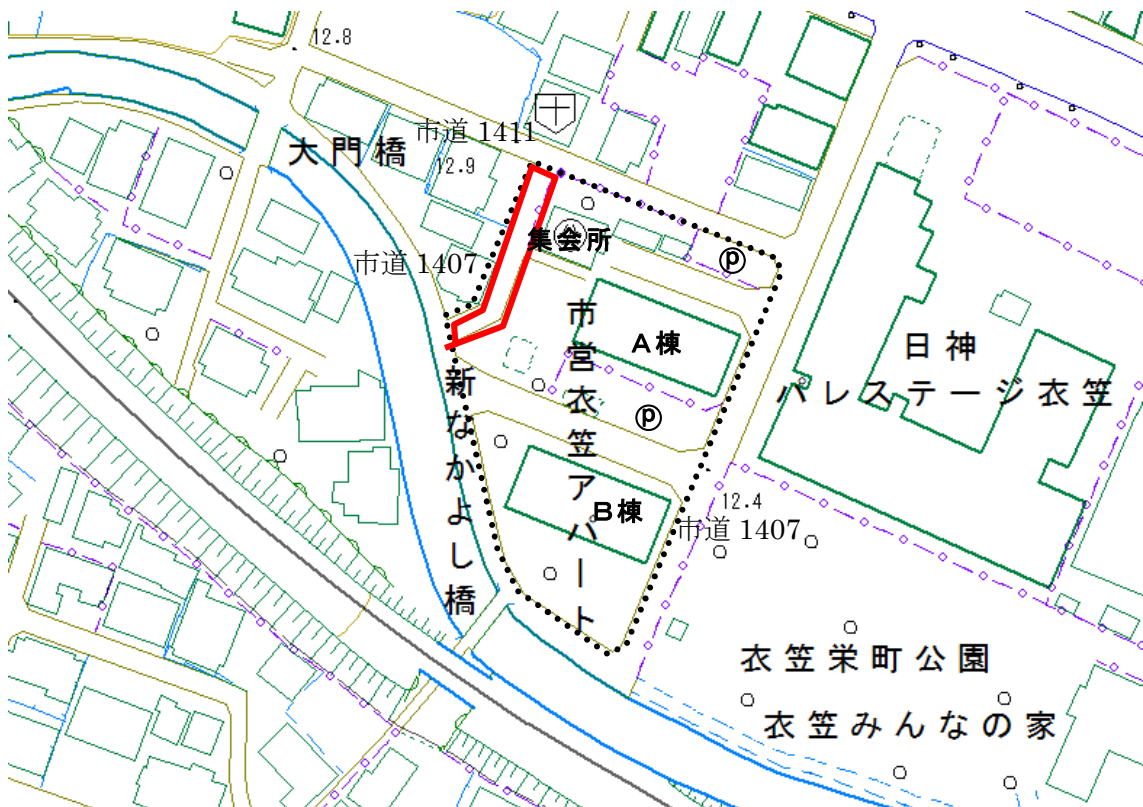 12.8
市道 1411
大門橋
12.9
集会所
市道 1407
ⓟ
市営衣笠アパート
A棟
日神
パレステージ衣笠
新なかよし橋
ⓟ
B棟
12.4
市道 1407
衣笠栄町公園
衣笠みんなの家